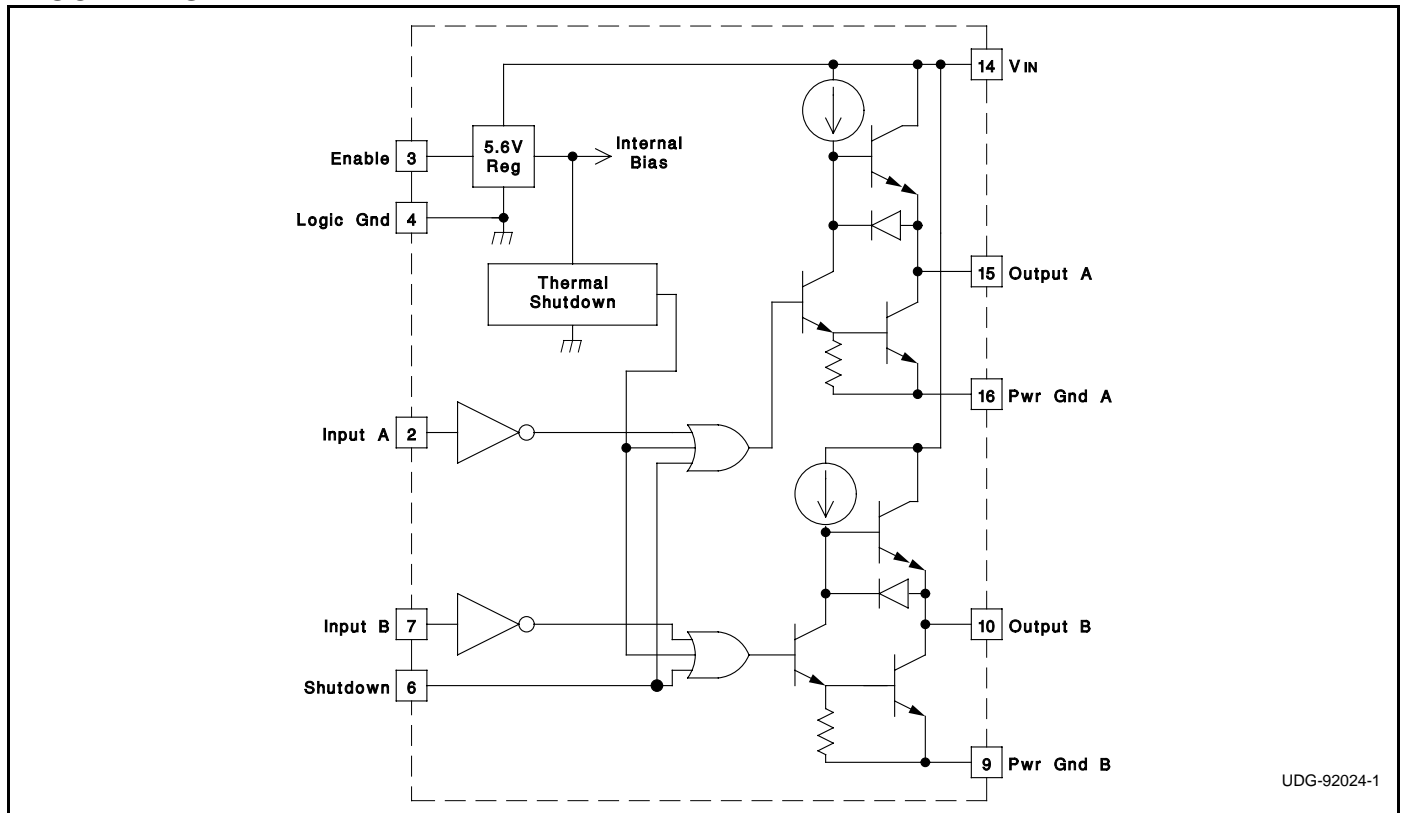 14 VIN
Enable 3
5.6V
Reg
Internal
Bias
Logic Gnd 4
Thermal
Shutdown
15 Output A
16 Pwr Gnd A
Input A 2
Input B 7
10 Output B
Shutdown 6
9 Pwr Gnd B
UDG-92024-1